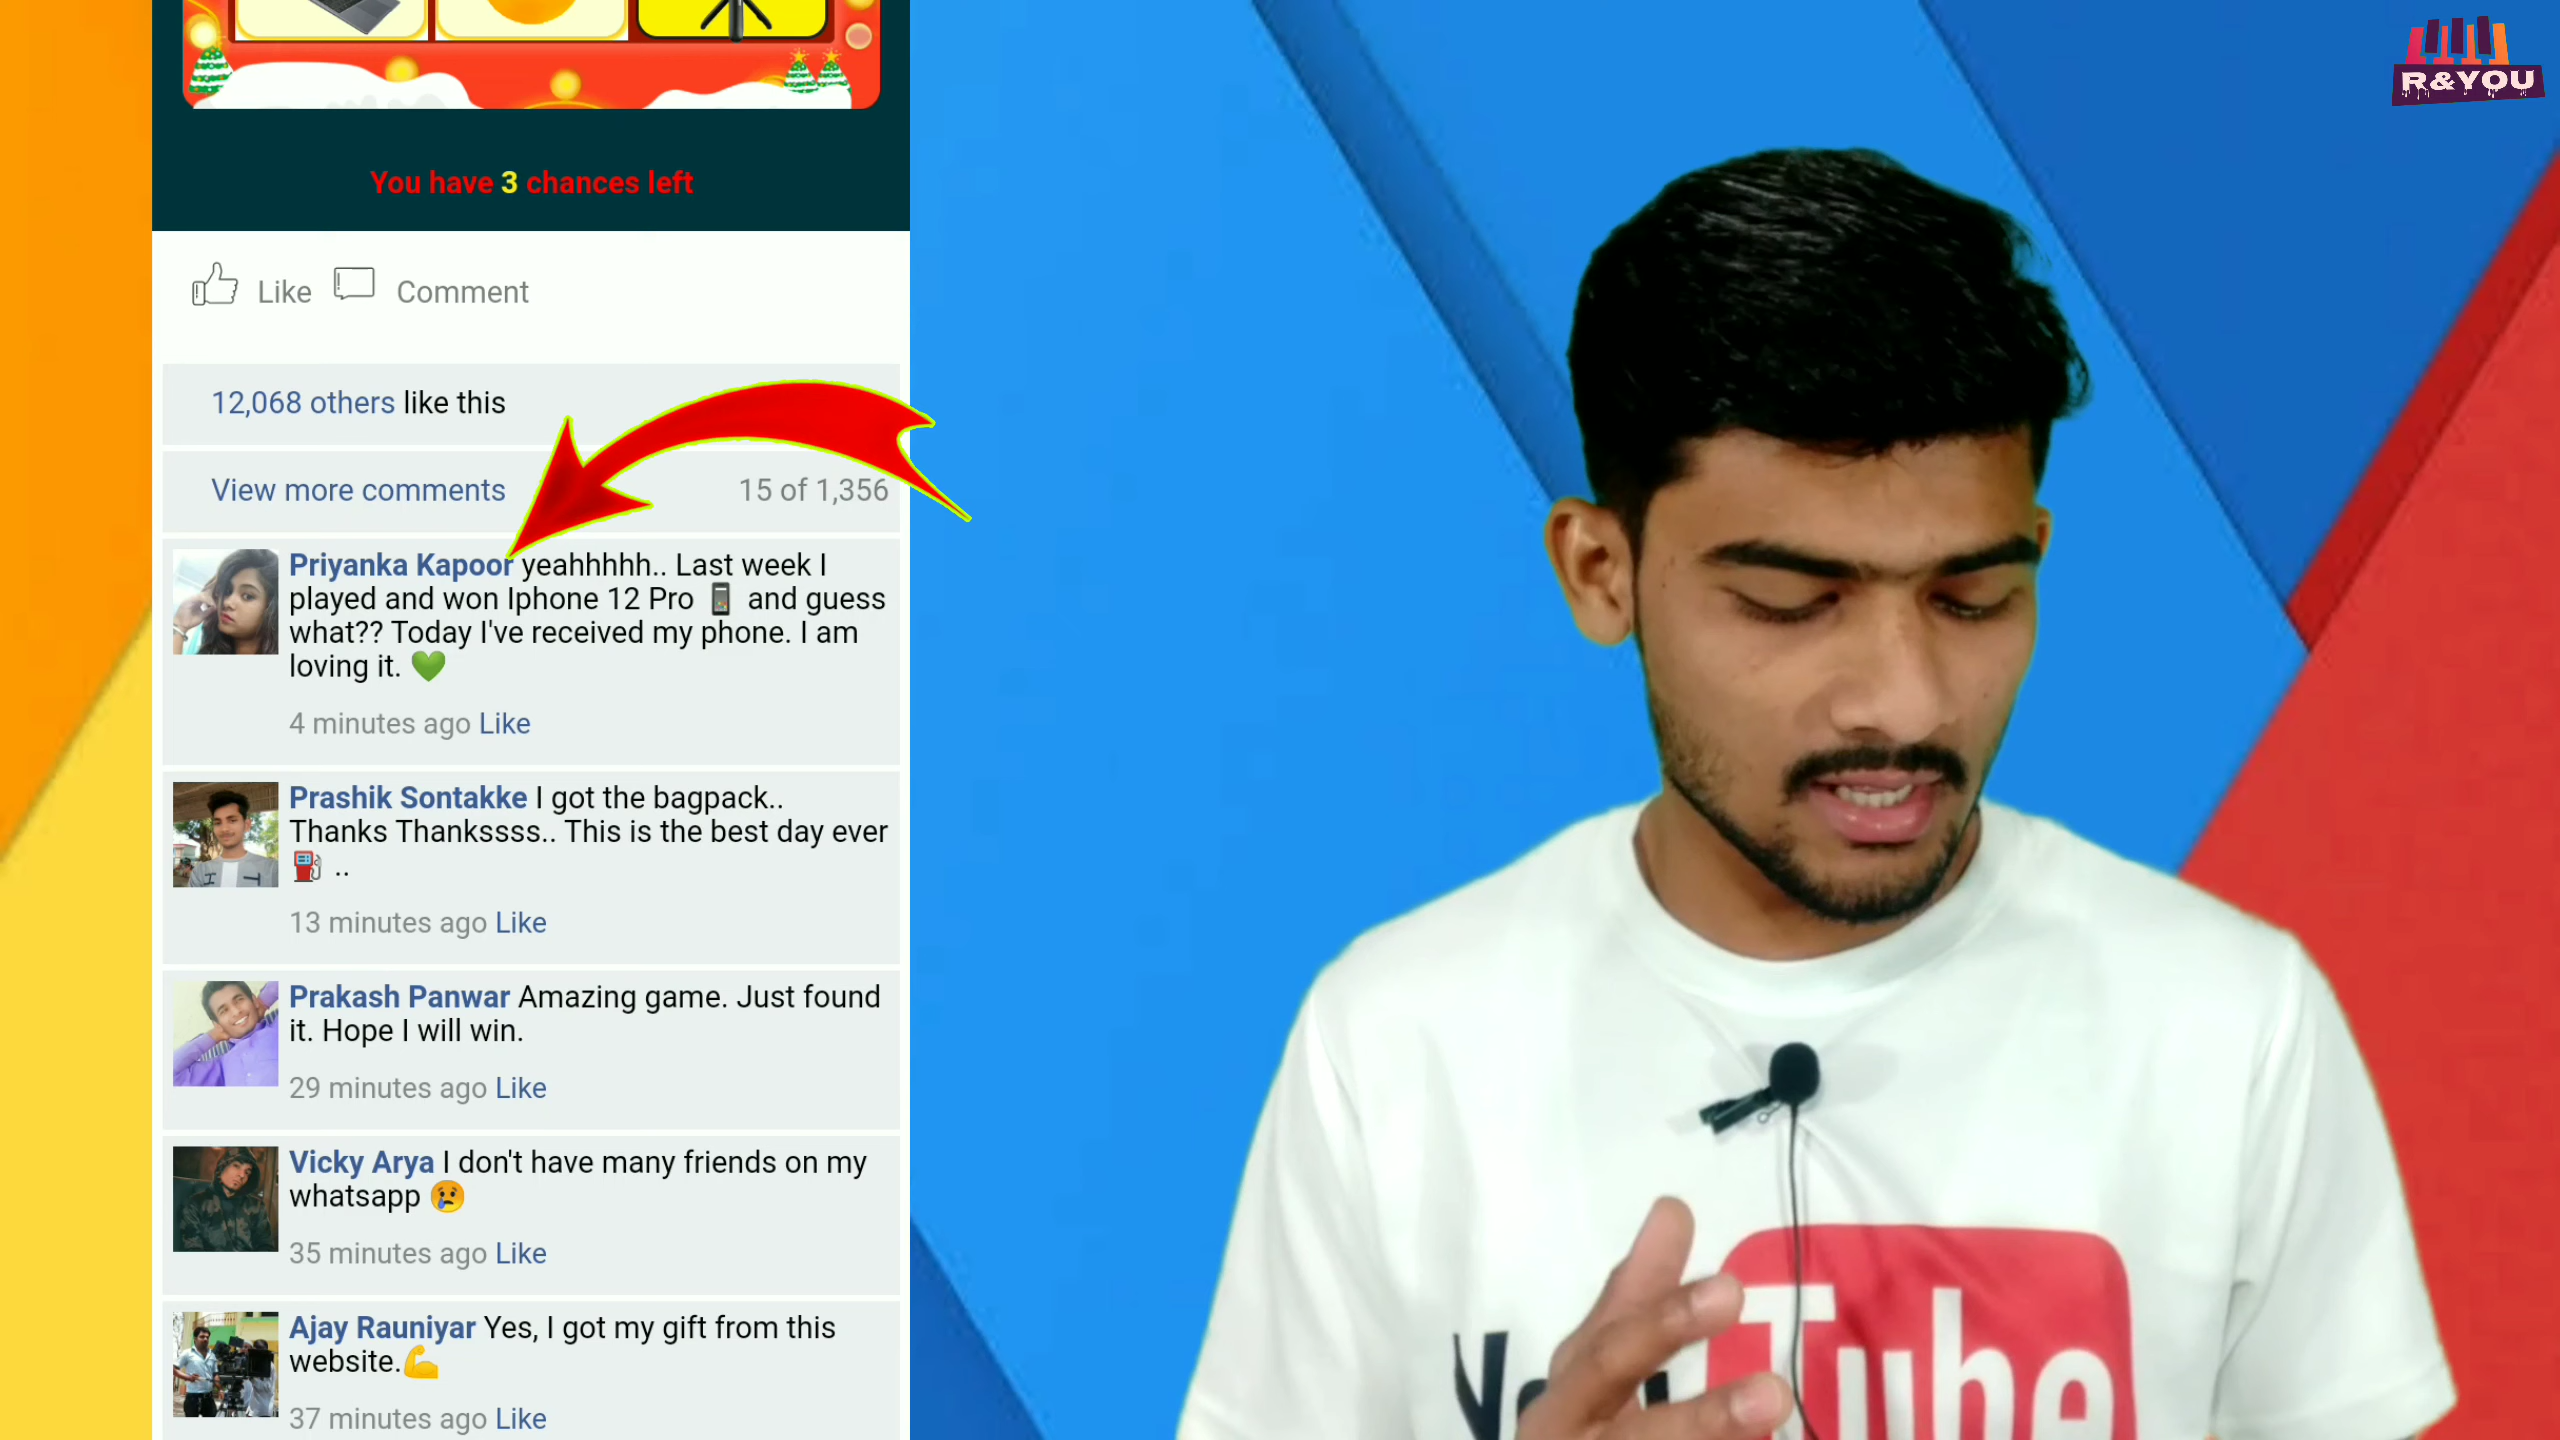 R&YOU
You have 3 chances left
Like Comment
12,068 others like this
View more comments 15 of 1,356
Priyanka Kapoor yeahhhhh.. Last week I
played and won Iphone 12 Pro 📱 and guess
what?? Today I've received my phone. I am
loving it. 💚
4 minutes ago Like
Prashik Sontakke I got the bagpack..
Thanks Thankssss.. This is the best day ever
⛽ ..
13 minutes ago Like
Prakash Panwar Amazing game. Just found
it. Hope I will win.
29 minutes ago Like
Vicky Arya I don't have many friends on my
whatsapp 😢
35 minutes ago Like
Ajay Rauniyar Yes, I got my gift from this
website.💪
37 minutes ago Like
Tube